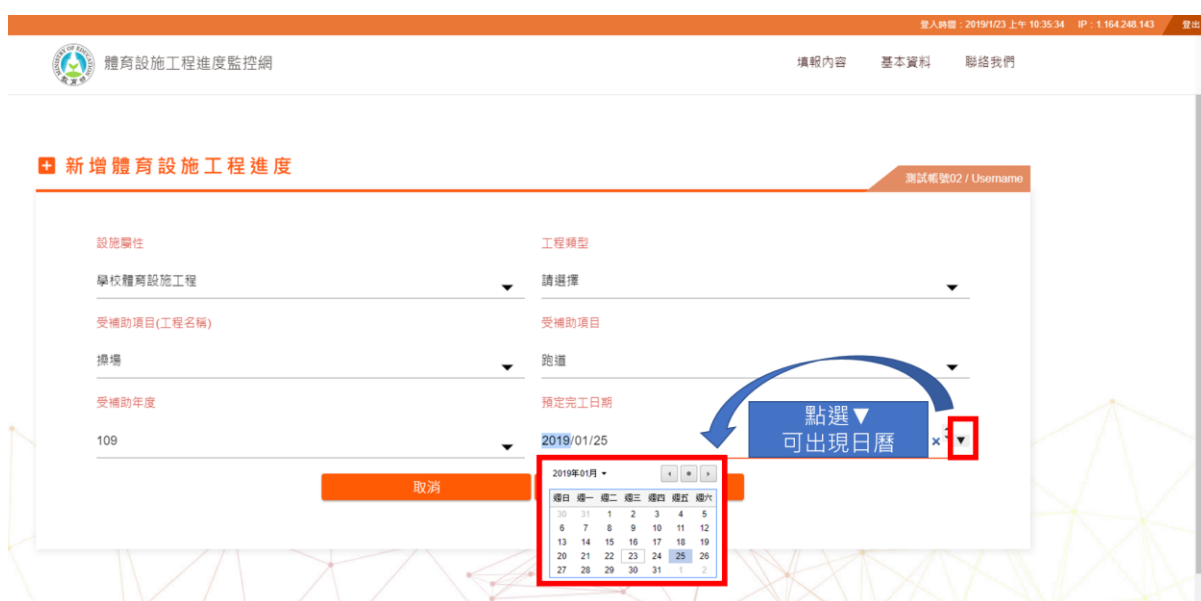 登入時間：2019/1/23 上午 10:35:34 IP：1.164.248.143 登出
體育設施工程進度監控網 填報內容 基本資料 聯絡我們
MINISTRY OF EDUCATION
教育部
新增體育設施工程進度
測試帳號02 / Username
設施屬性 工程類型
學校體育設施工程 請選擇
受補助項目(工程名稱) 受補助項目
操場 跑道
受補助年度 預定完工日期
點選▼
可出現日曆
109 2019/01/25 ×
取消
2019年01月
週日 週一 週二 週三 週四 週五 週六
30 31 1 2 3 4 5
6 7 8 9 10 11 12
13 14 15 16 17 18 19
20 21 22 23 24 25 26
27 28 29 30 31 1 2